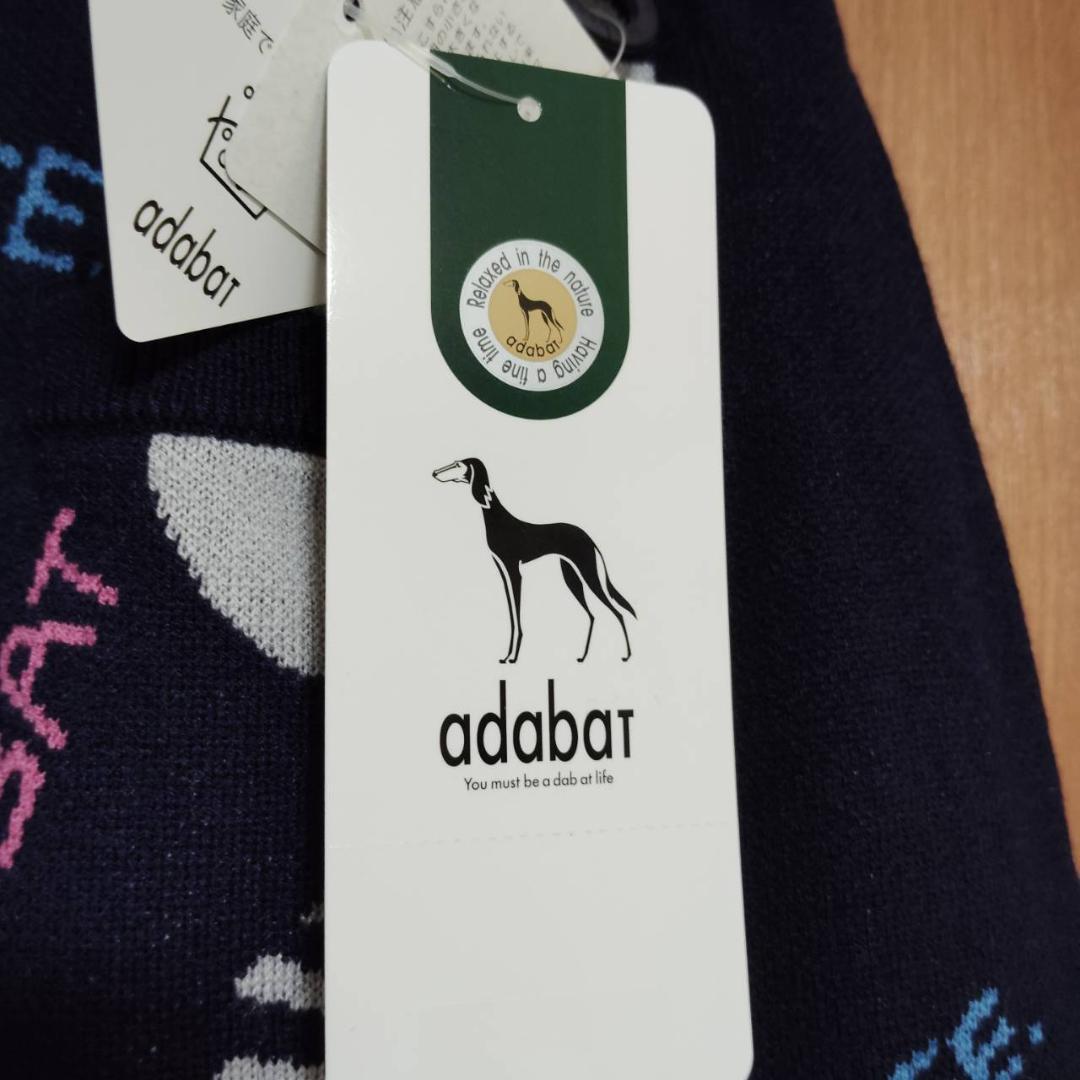 家庭で
adabat
Relaxed in the nature
Having a fine time
adabat
adabat
You must be a dab at life
E,
SAT
E.